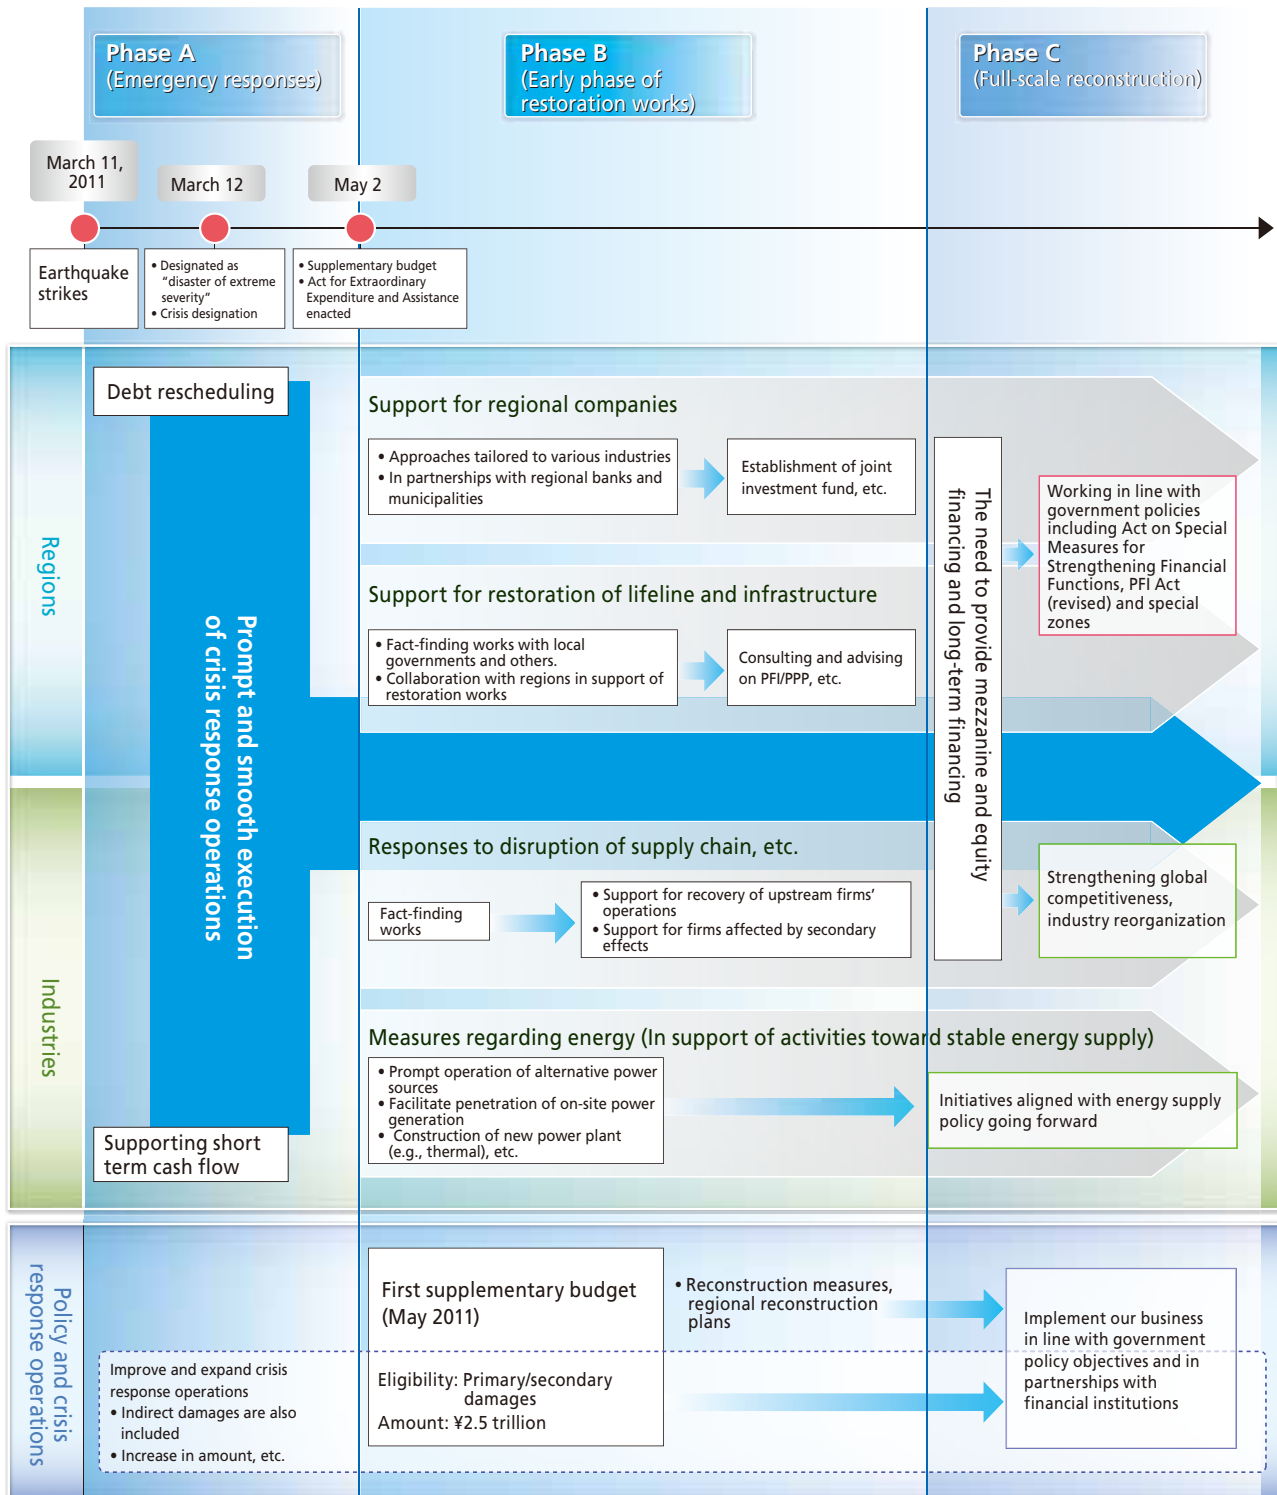 Phase A
(Emergency responses)
Phase B
(Early phase of
restoration works)
Phase C
(Full-scale reconstruction)
March 11,
2011
March 12
May 2
Earthquake
strikes
• Designated as
“disaster of extreme
severity“
• Crisis designation
• Supplementary budget
• Act for Extraordinary
Expenditure and Assistance
enacted
Regions
Debt rescheduling
Prompt and smooth execution
of crisis response operations
Support for regional companies
• Approaches tailored to various industries
• In partnerships with regional banks and
municipalities
Establishment of joint
investment fund, etc.
The need to provide mezzanine and equity
financing and long-term financing
Working in line with
government policies
including Act on Special
Measures for
Strengthening Financial
Functions, PFI Act
(revised) and special
zones
Support for restoration of lifeline and infrastructure
• Fact-finding works with local
governments and others.
• Collaboration with regions in support of
restoration works
Consulting and advising
on PFI/PPP, etc.
Industries
Responses to disruption of supply chain, etc.
Fact-finding
works
• Support for recovery of upstream firms’
operations
• Support for firms affected by secondary
effects
Strengthening global
competitiveness,
industry reorganization
Measures regarding energy (In support of activities toward stable energy supply)
• Prompt operation of alternative power
sources
• Facilitate penetration of on-site power
generation
• Construction of new power plant
(e.g., thermal), etc.
Initiatives aligned with energy supply
policy going forward
Supporting short
term cash flow
Policy and crisis
response operations
First supplementary budget
(May 2011)
• Reconstruction measures,
regional reconstruction
plans
Implement our business
in line with government
policy objectives and in
partnerships with
financial institutions
Improve and expand crisis
response operations
• Indirect damages are also
included
• Increase in amount, etc.
Eligibility: Primary/secondary
damages
Amount: ¥2.5 trillion